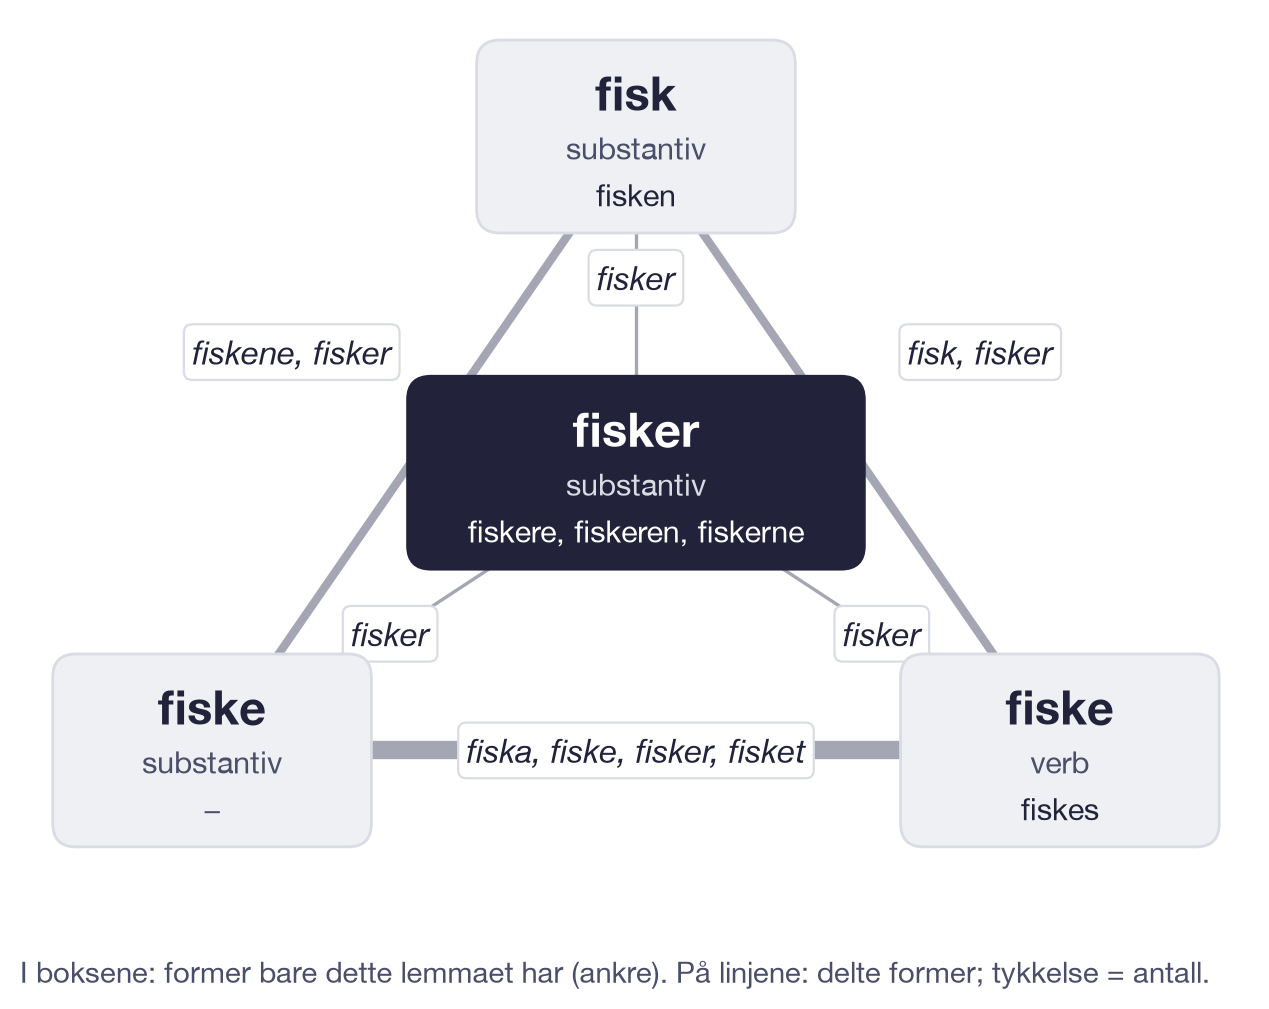 fisk
substantiv
fisken
fisker
fiskene, fisker
fisk, fisker
fisker
substantiv
fiskere, fiskeren, fiskerne
fisker
fisker
fiske
substantiv
–
fiska, fiske, fisker, fisket
fiske
verb
fiskes
I boksene: former bare dette lemmaet har (ankre). På linjene: delte former; tykkelse = antall.